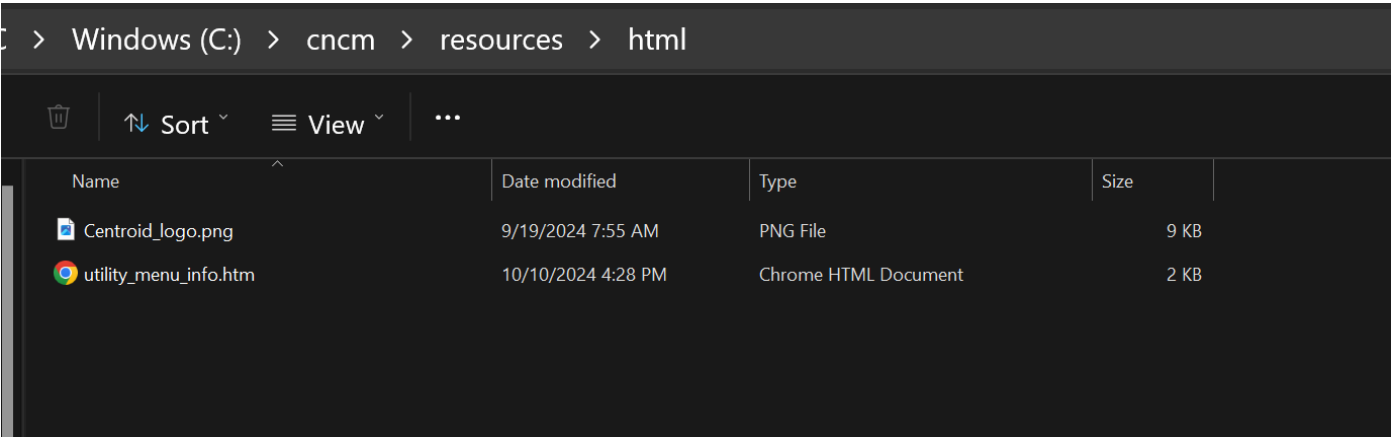 > Windows (C:) > cncm > resources > html
Sort View ...
Name Date modified Type Size
Centroid_logo.png 9/19/2024 7:55 AM PNG File 9 KB
utility_menu_info.htm 10/10/2024 4:28 PM Chrome HTML Document 2 KB